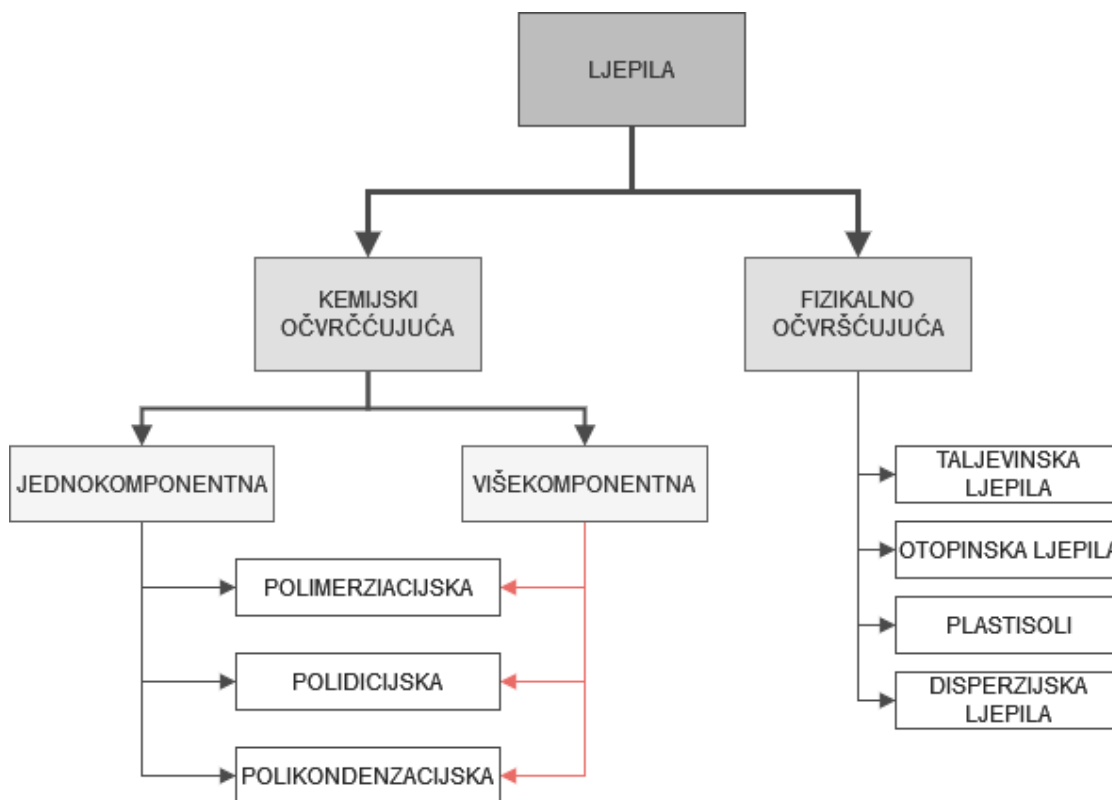 LJEPILA
KEMIJSKI
OČVRČĆUJUĆA
FIZIKALNO
OČVRŠĆUJUĆA
JEDNOKOMPONENTNA
VIŠEKOMPONENTNA
POLIMERZIACIJSKA
POLIDICIJSKA
POLIKONDENZACIJSKA
TALJEVINSKA
LJEPILA
OTOPINSKA LJEPILA
PLASTISOLI
DISPERZIJSKA
LJEPILA